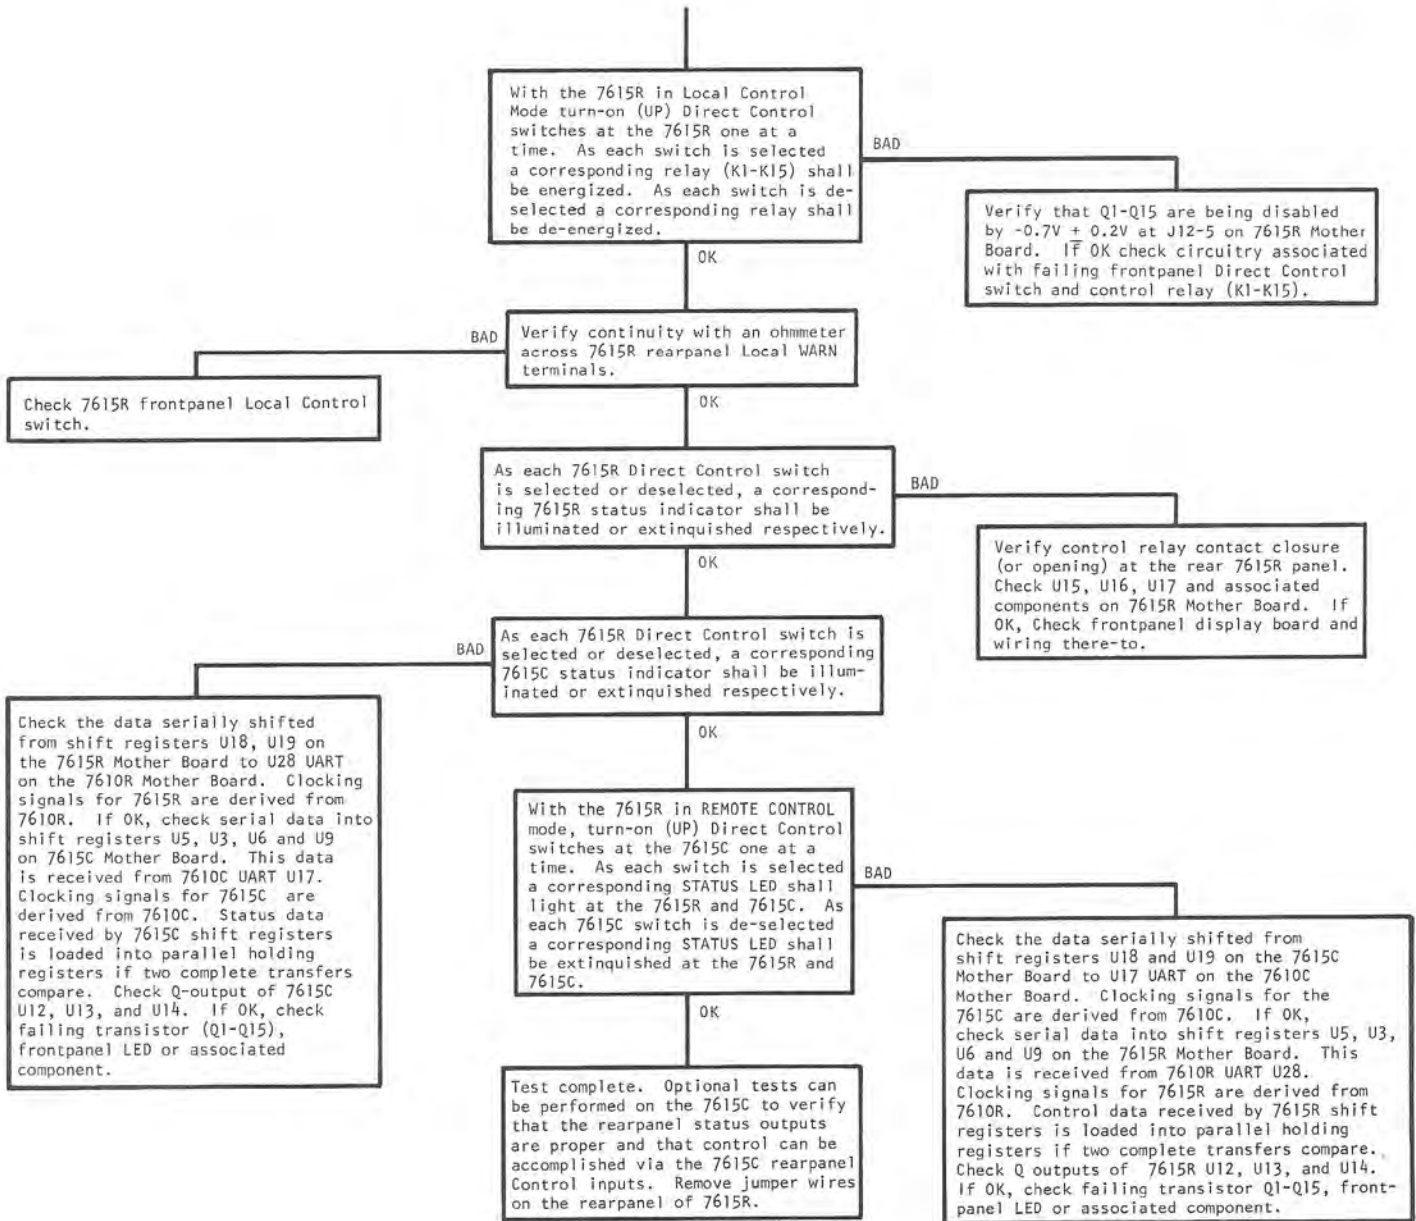 With the 7615R in Local Control
Mode turn-on (UP) Direct Control
switches at the 7615R one at a
time. As each switch is selected
a corresponding relay (K1-K15) shall
be energized. As each switch is de-
selected a corresponding relay shall
be de-energized.
BAD
Verify that Q1-Q15 are being disabled
by -0.7V ± 0.2V at J12-5 on 7615R Mother
Board. If OK check circuitry associated
with failing frontpanel Direct Control
switch and control relay (K1-K15).
OK
Verify continuity with an ohmmeter
across 7615R rearpanel Local WARN
terminals.
BAD
Check 7615R frontpanel Local Control
switch.
OK
As each 7615R Direct Control switch
is selected or deselected, a correspond-
ing 7615R status indicator shall be
illuminated or extinquished respectively.
BAD
Verify control relay contact closure
(or opening) at the rear 7615R panel.
Check U15, U16, U17 and associated
components on 7615R Mother Board. If
OK, Check frontpanel display board and
wiring there-to.
OK
As each 7615R Direct Control switch is
selected or deselected, a corresponding
7615C status indicator shall be illum-
inated or extinguished respectively.
BAD
Check the data serially shifted
from shift registers U18, U19 on
the 7615R Mother Board to U28 UART
on the 7610R Mother Board. Clocking
signals for 7615R are derived from
7610R. If OK, check serial data into
shift registers U5, U3, U6 and U9
on 7615C Mother Board. This data
is received from 7610C UART U17.
Clocking signals for 7615C are
derived from 7610C. Status data
received by 7615C shift registers
is loaded into parallel holding
registers if two complete transfers
compare. Check Q-output of 7615C
U12, U13, and U14. If OK, check
failing transistor (Q1-Q15),
frontpanel LED or associated
component.
OK
With the 7615R in REMOTE CONTROL
mode, turn-on (UP) Direct Control
switches at the 7615C one at a
time. As each switch is selected
a corresponding STATUS LED shall
light at the 7615R and 7615C. As
each 7615C switch is de-selected
a corresponding STATUS LED shall
be extinguished at the 7615R and
7615C.
BAD
Check the data serially shifted from
shift registers U18 and U19 on the 7615C
Mother Board to U17 UART on the 7610C
Mother Board. Clocking signals for the
7615C are derived from 7610C. If OK,
check serial data into shift registers U5, U3,
U6 and U9 on the 7615R Mother Board. This
data is received from 7610R UART U28.
Clocking signals for 7615R are derived from
7610R. Control data received by 7615R shift
registers is loaded into parallel holding
registers if two complete transfers compare.
Check Q outputs of 7615R U12, U13, and U14.
If OK, check failing transistor Q1-Q15, front-
panel LED or associated component.
OK
Test complete. Optional tests can
be performed on the 7615C to verify
that the rearpanel status outputs
are proper and that control can be
accomplished via the 7615C rearpanel
Control inputs. Remove jumper wires
on the rearpanel of 7615R.